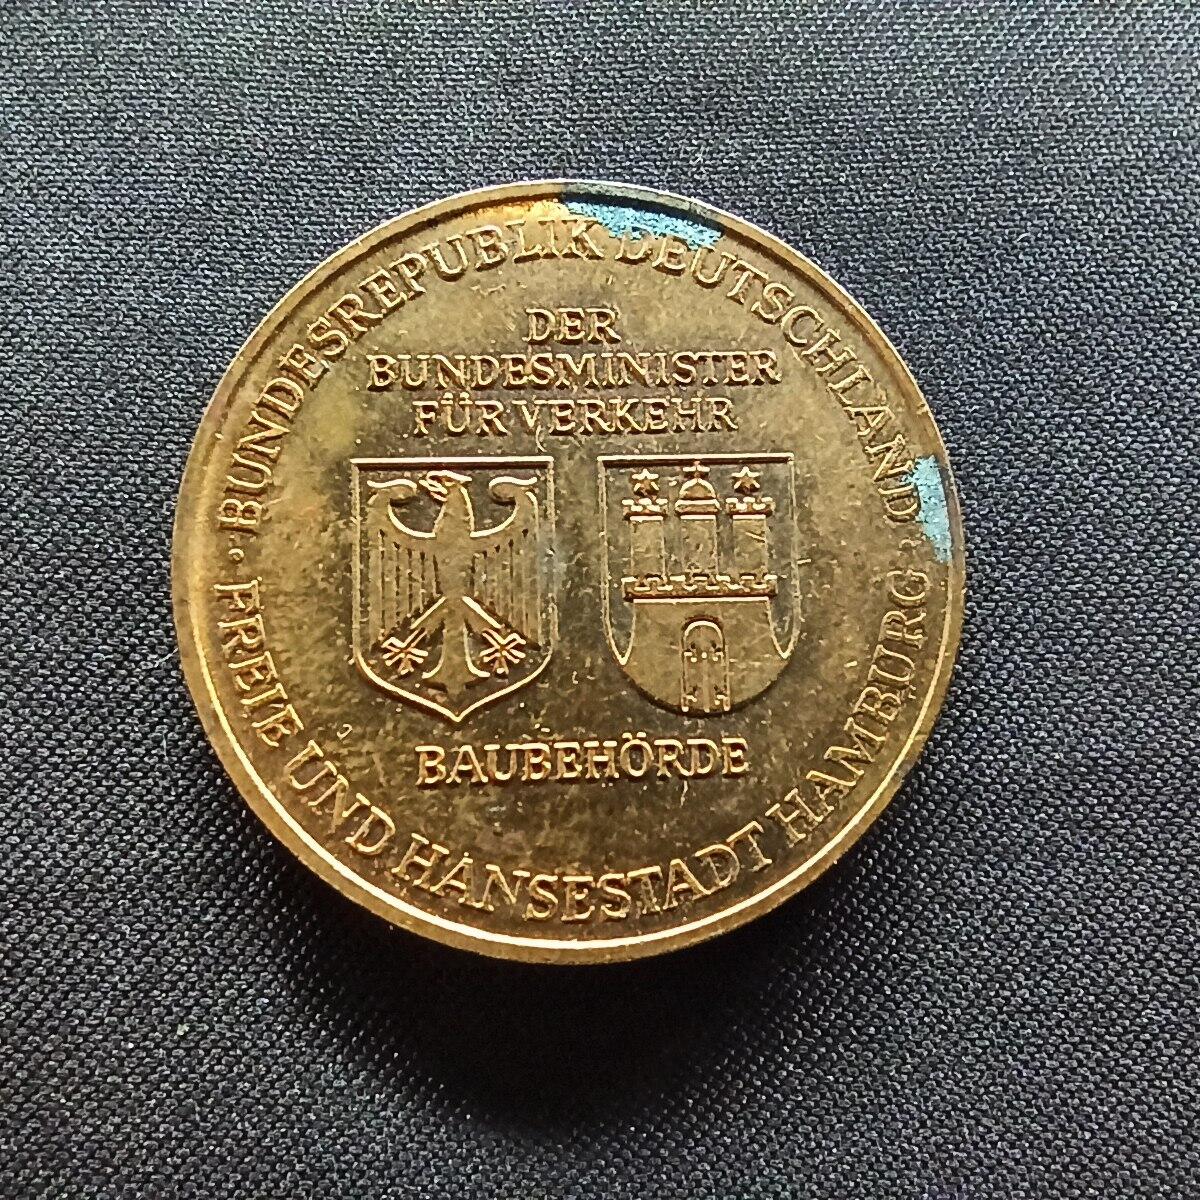 · BUNDESREPUBLIK DEUTSCHLAND ·
DER
BUNDESMINISTER
FÜR VERKEHR
BAUBEHÖRDE
FREIE UND HANSESTADT HAMBURG